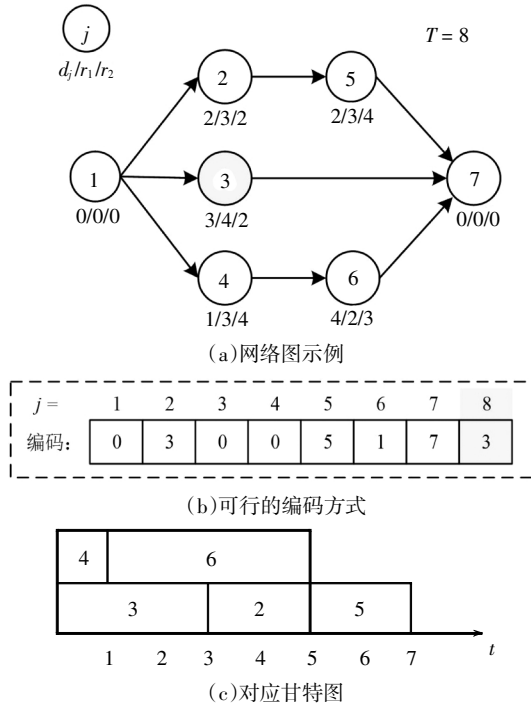 j
T = 8
dj/r1/r2
2
5
2/3/2
2/3/4
1
3
7
0/0/0
3/4/2
0/0/0
4
6
1/3/4
4/2/3
(a)网络图示例
j = 1 2 3 4 5 6 7 8
编码: 0 3 0 0 5 1 7 3
(b)可行的编码方式
4 6
3 2 5
1 2 3 4 5 6 7 t
(c)对应甘特图